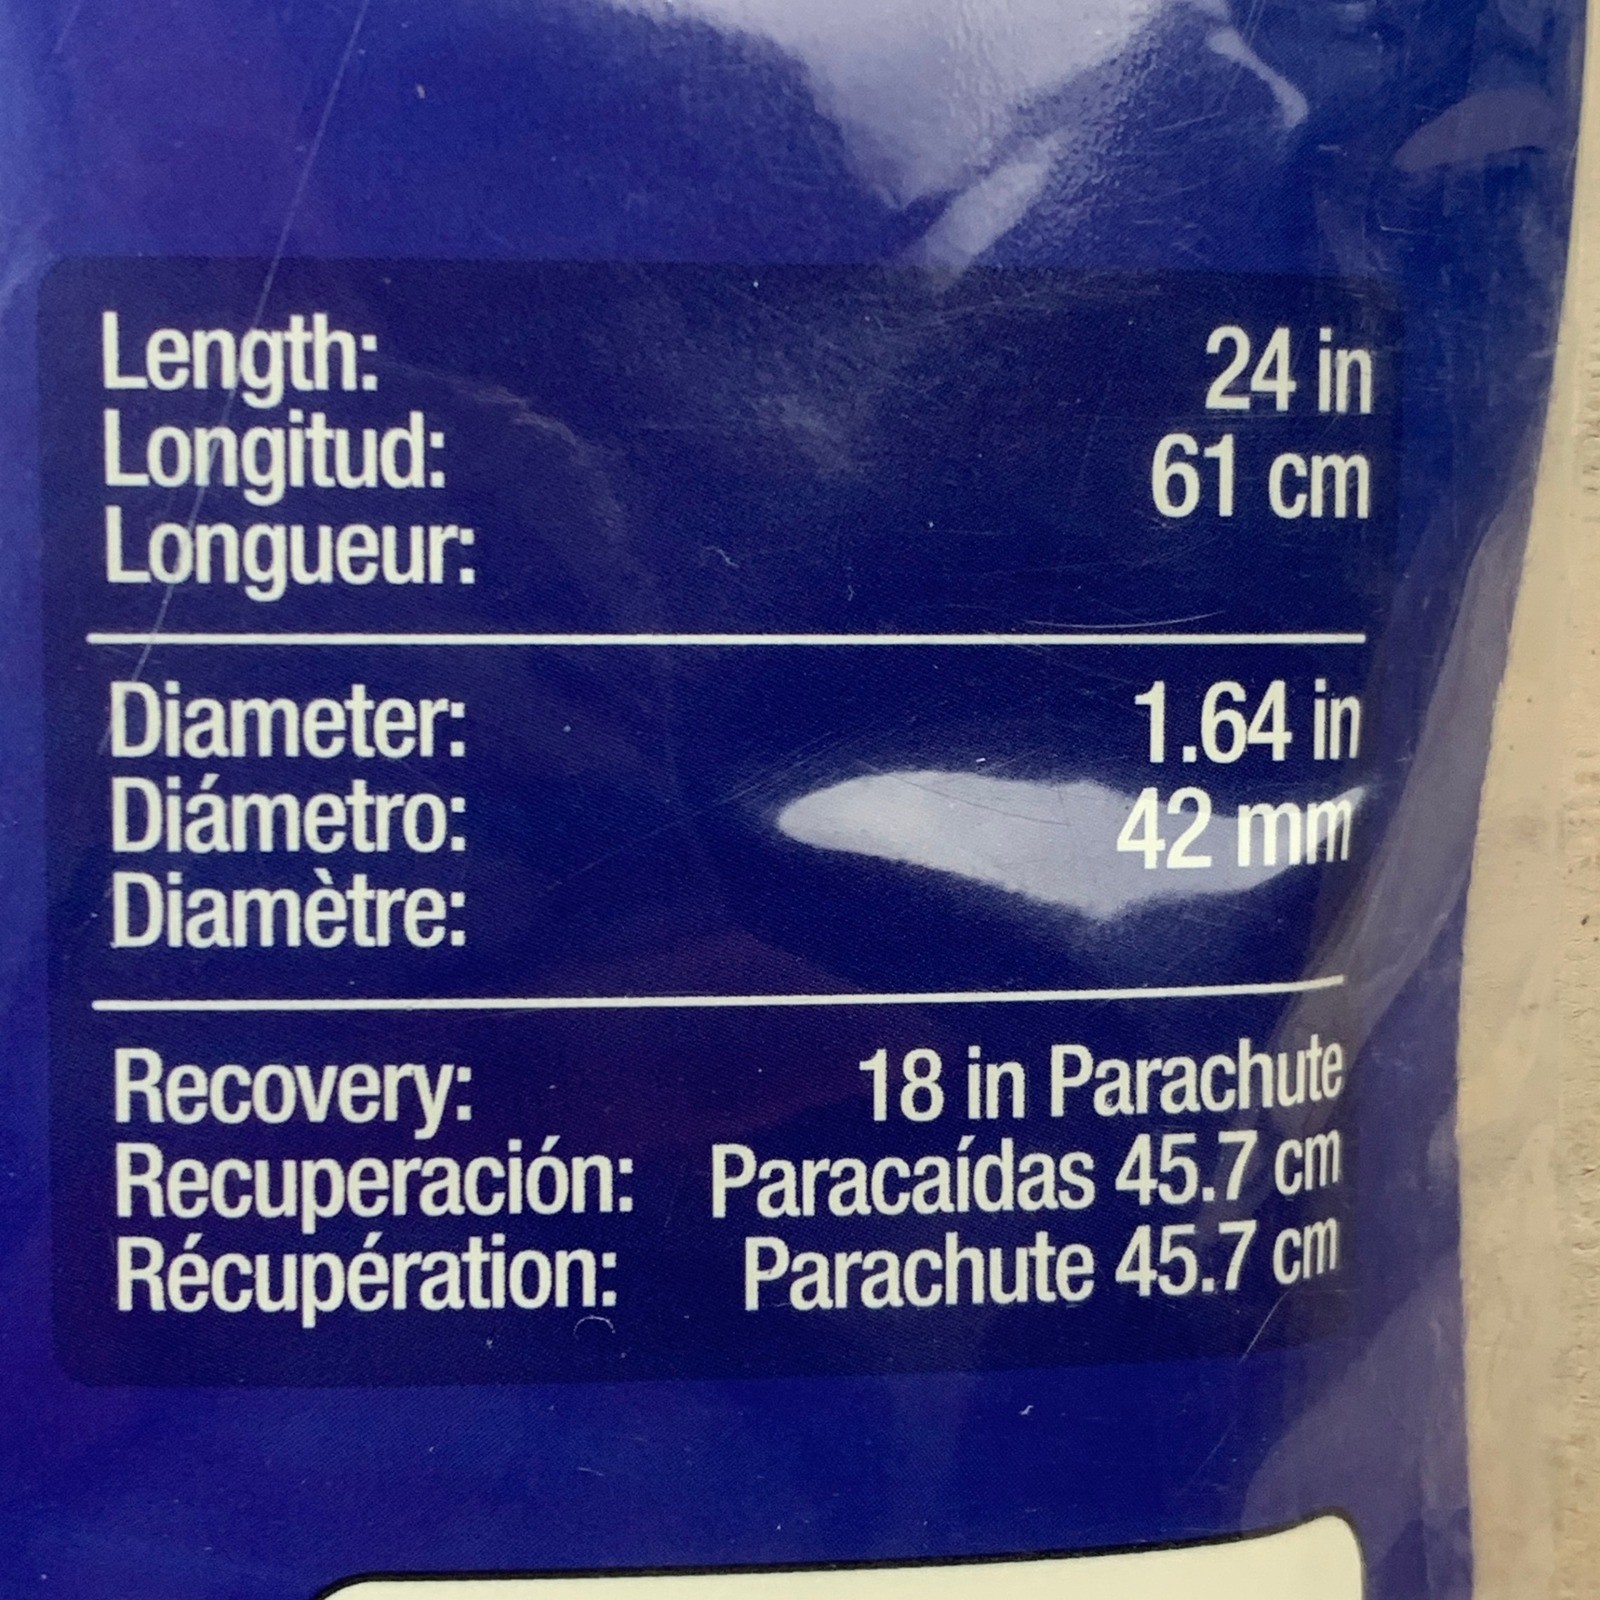 Length: 24 in
Longitud: 61 cm
Longueur:
Diameter: 1.64 in
Diámetro: 42 mm
Diamètre:
Recovery: 18 in Parachute
Recuperación: Paracaídas 45.7 cm
Récupération: Parachute 45.7 cm